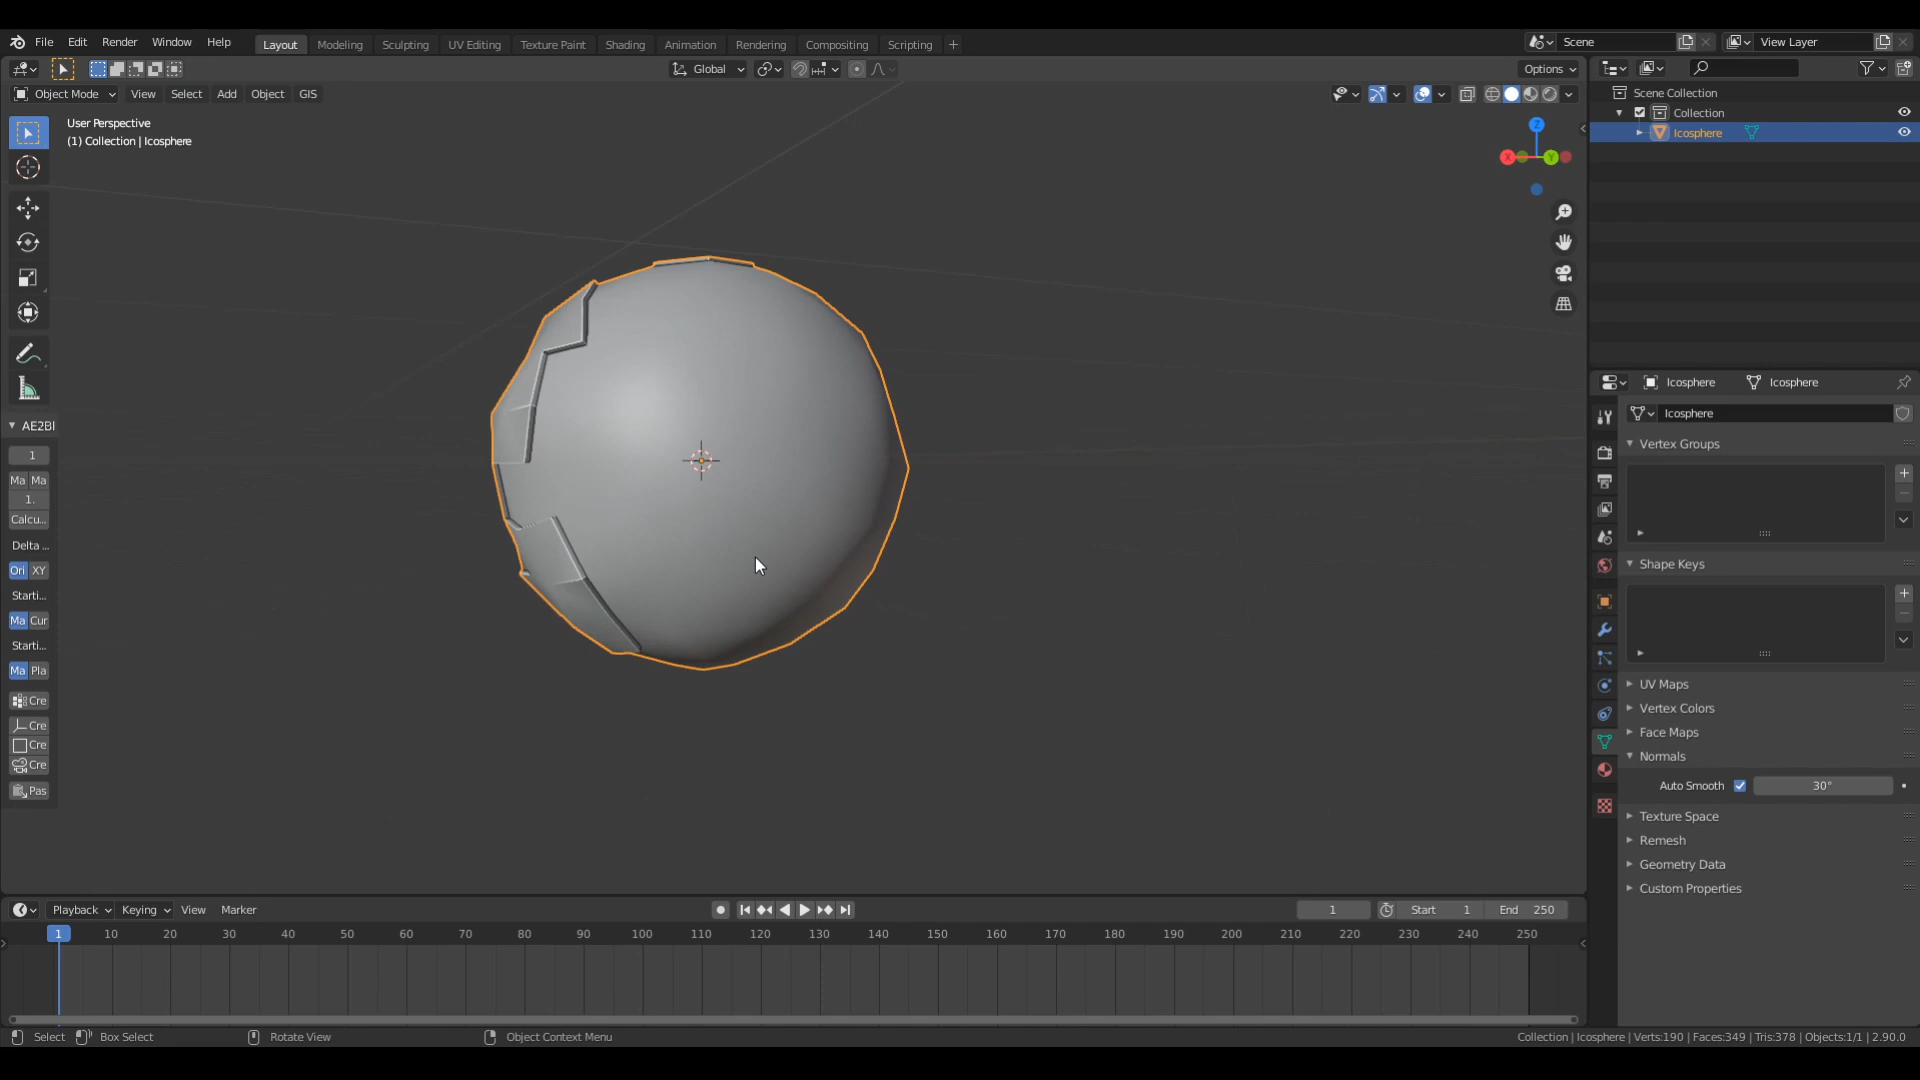 File Edit Render Window Help Layout Modeling Sculpting UV Editing Texture Paint Shading Animation Rendering Compositing Scripting + Scene View Layer
Global Options
Object Mode View Select Add Object GIS
User Perspective
(1) Collection | Icosphere
Z
X Y
AE2Bl
1
Ma Ma
1.
Calcu...
Delta ...
Ori XY
Starti...
Ma Cur
Starti...
Ma Pla
Cre
Cre
Cre
Cre
Pas
Scene Collection
Collection
Icosphere
Icosphere Icosphere
Icosphere
Vertex Groups
Shape Keys
UV Maps
Vertex Colors
Face Maps
Normals
Auto Smooth 30°
Texture Space
Remesh
Geometry Data
Custom Properties
Playback Keying View Marker 1 Start 1 End 250
1 10 20 30 40 50 60 70 80 90 100 110 120 130 140 150 160 170 180 190 200 210 220 230 240 250
Select Box Select Rotate View Object Context Menu Collection | Icosphere | Verts:190 | Faces:349 | Tris:378 | Objects:1/1 | 2.90.0